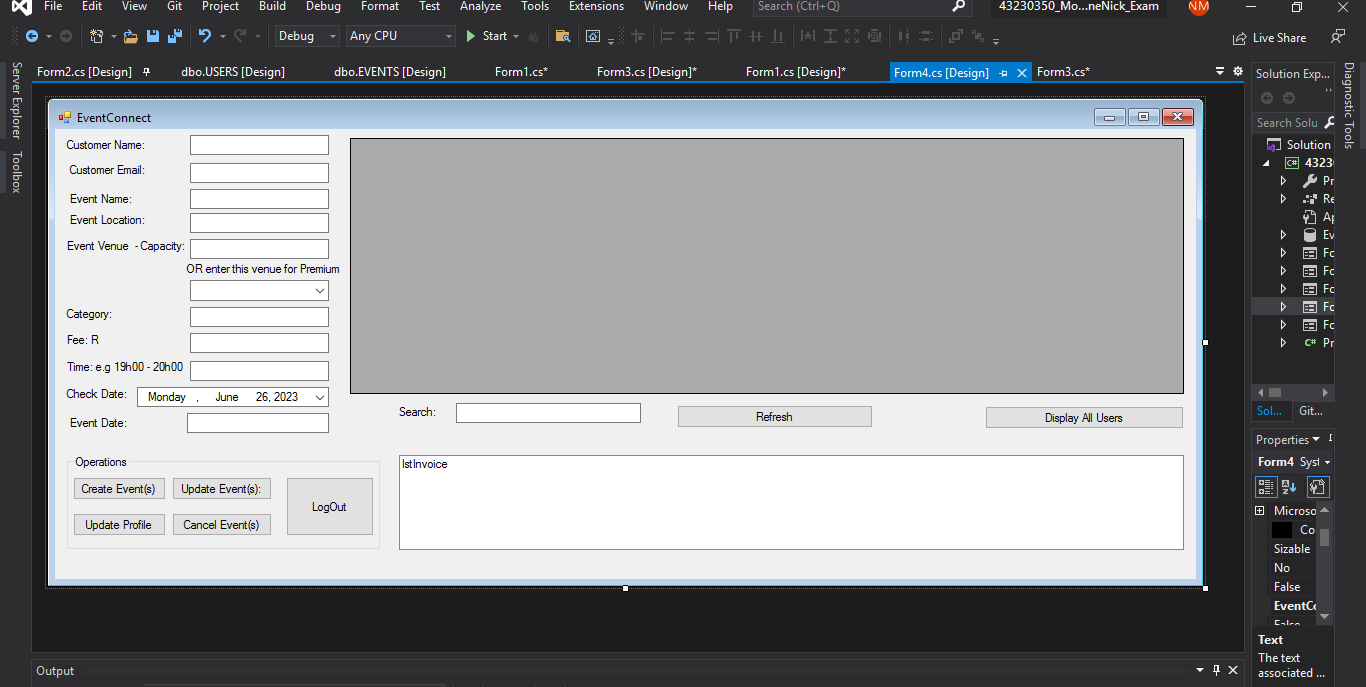 File Edit View Git Project Build Debug Format Test Analyze Tools Extensions Window Help Search (Ctrl+Q) 43230350_Mo...neNick_Exam NM
Debug Any CPU Start Live Share
Form2.cs [Design] dbo.USERS [Design] dbo.EVENTS [Design] Form1.cs* Form3.cs [Design]* Form1.cs [Design]* Form4.cs [Design] Form3.cs*
Server Explorer
Toolbox
EventConnect
Customer Name:
Customer Email:
Event Name:
Event Location:
Event Venue - Capacity:
OR enter this venue for Premium
Category:
Fee: R
Time: e.g 19h00 - 20h00
Check Date: Monday , June 26, 2023
Event Date:
Search: Refresh Display All Users
Operations
Create Event(s) Update Event(s):
LogOut
Update Profile Cancel Event(s)
lstInvoice
Solution Exp...
Search Solu
Solution
4323
Pr
Re
Ap
Ev
Fo
Fo
Fo
Fo
Fo
Pr
Sol... Git...
Diagnostic Tools
Properties
Form4 Syst
Microso
Co
Sizable
No
False
EventCo
False
Text
The text
associated ...
Output